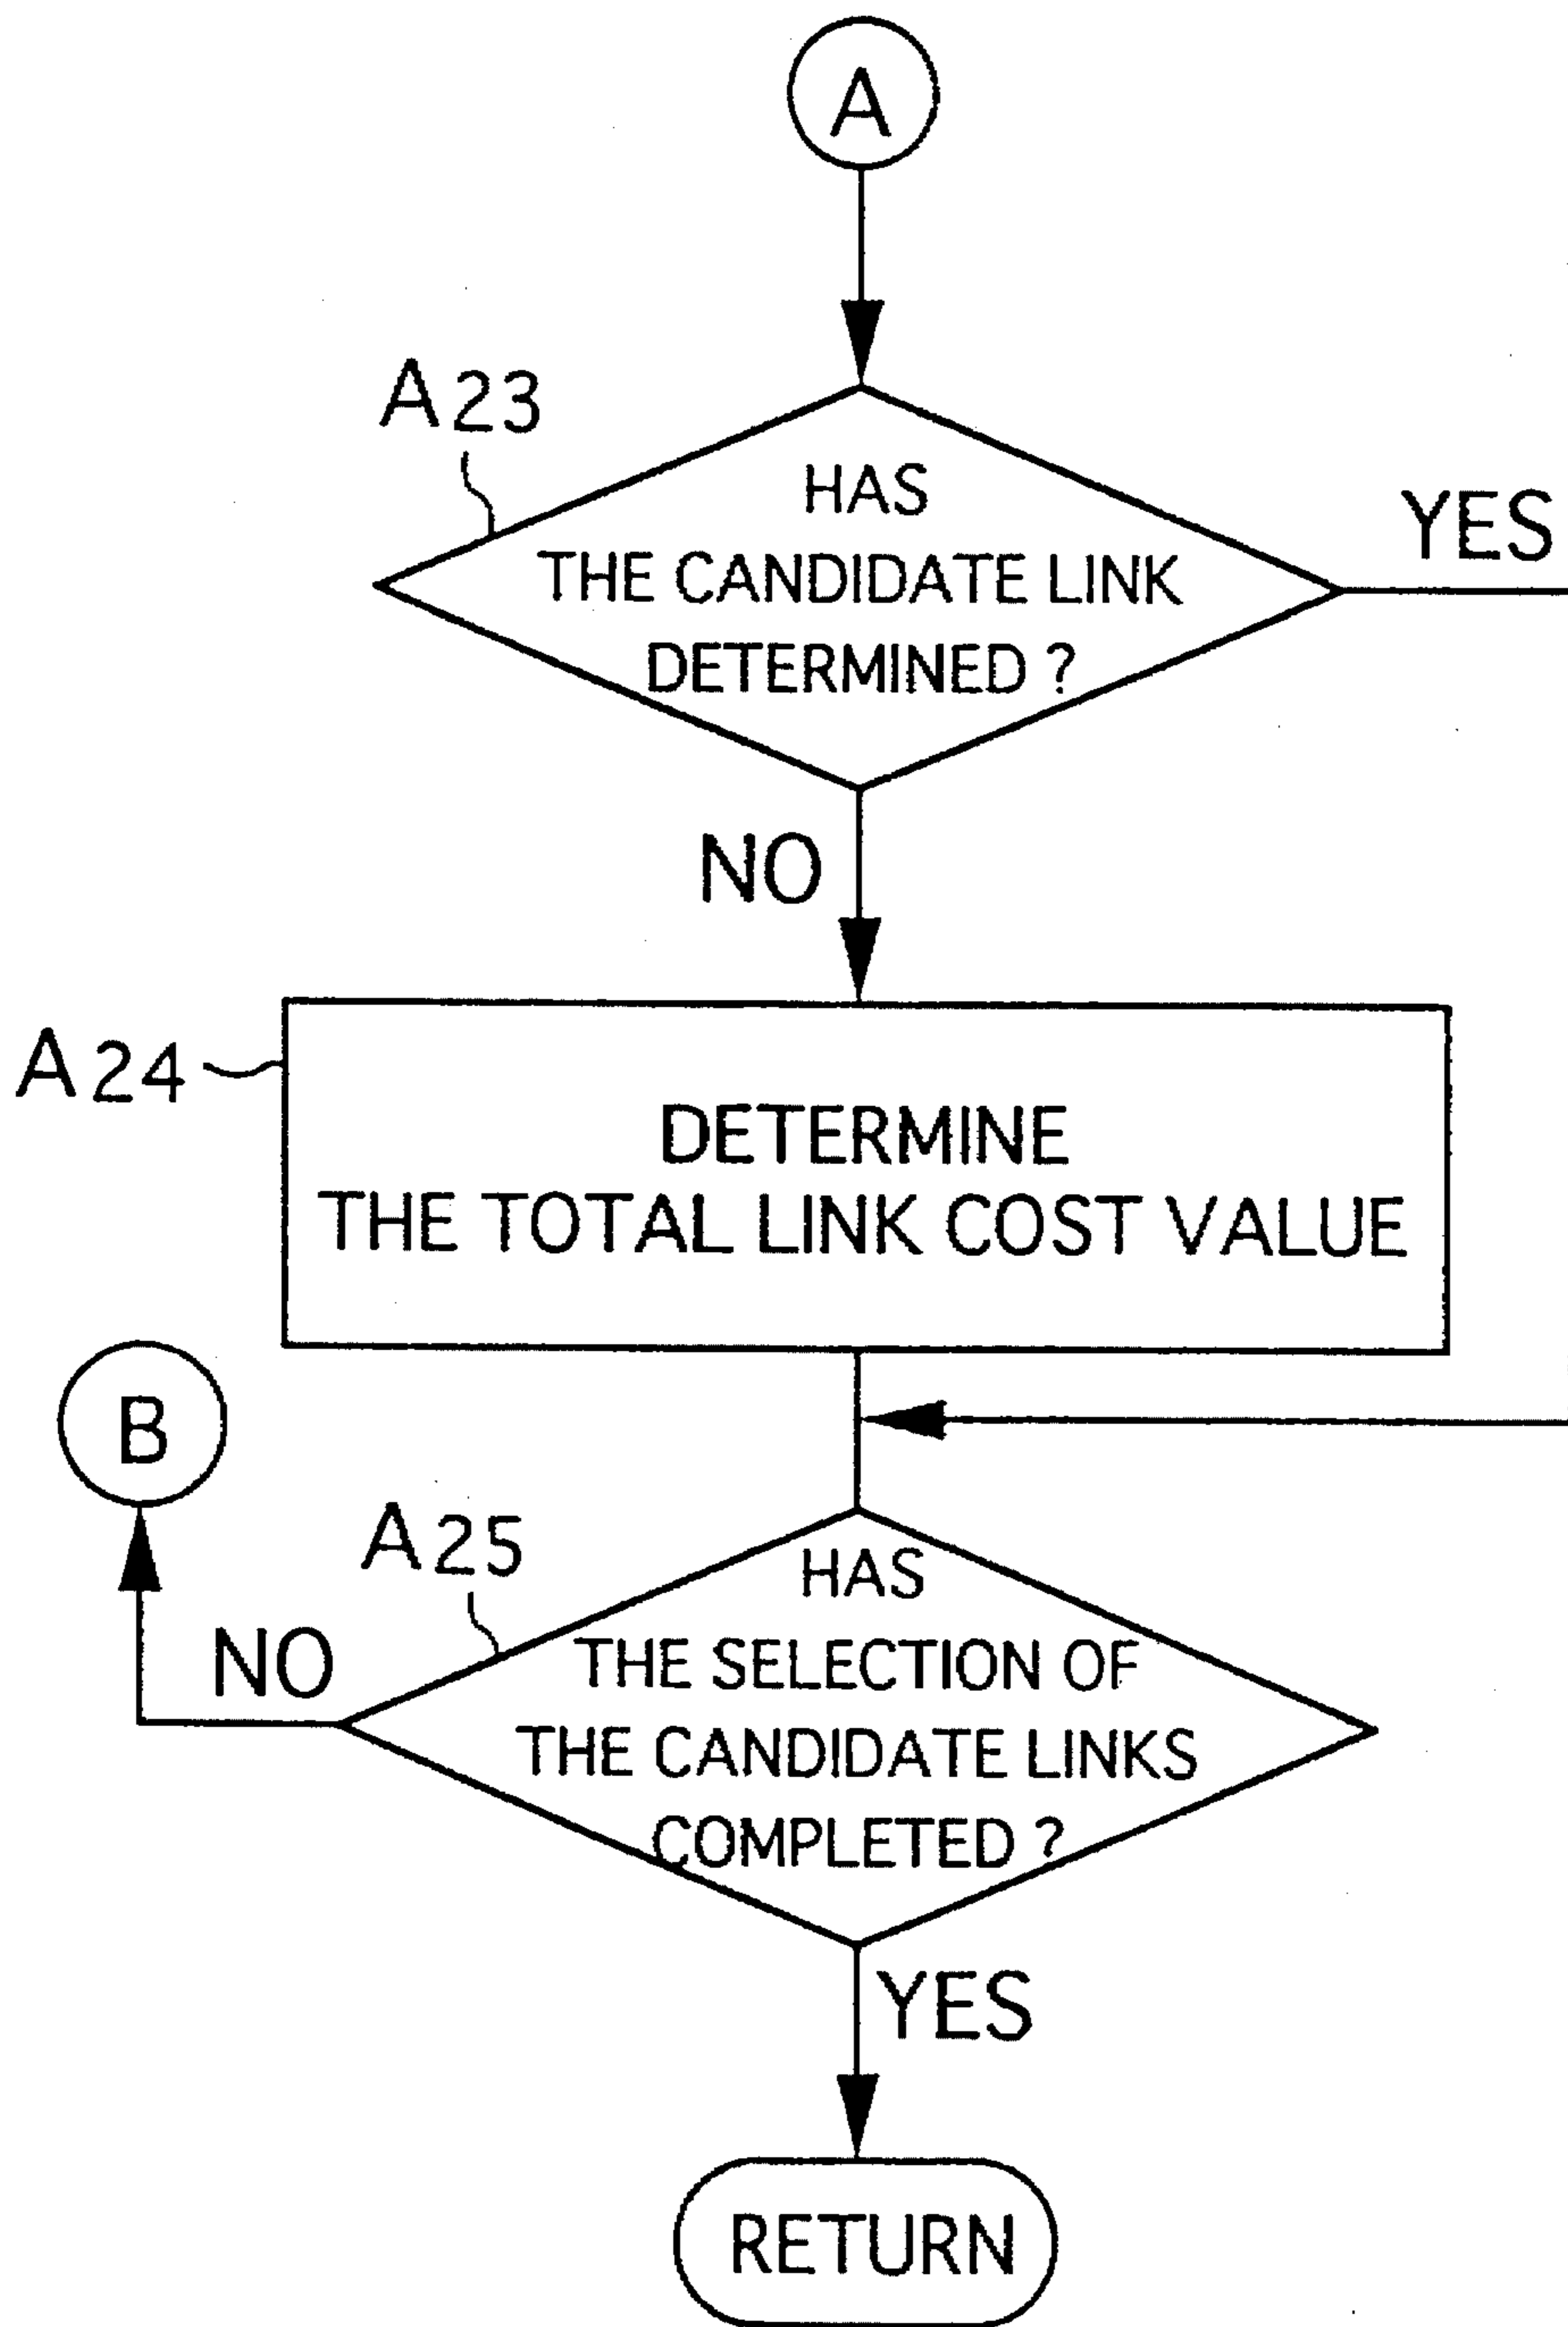 A
A23
HAS
THE CANDIDATE LINK
DETERMINED ?
YES
NO
A24
DETERMINE
THE TOTAL LINK COST VALUE
B
A25
HAS
THE SELECTION OF
THE CANDIDATE LINKS
COMPLETED ?
NO
YES
RETURN